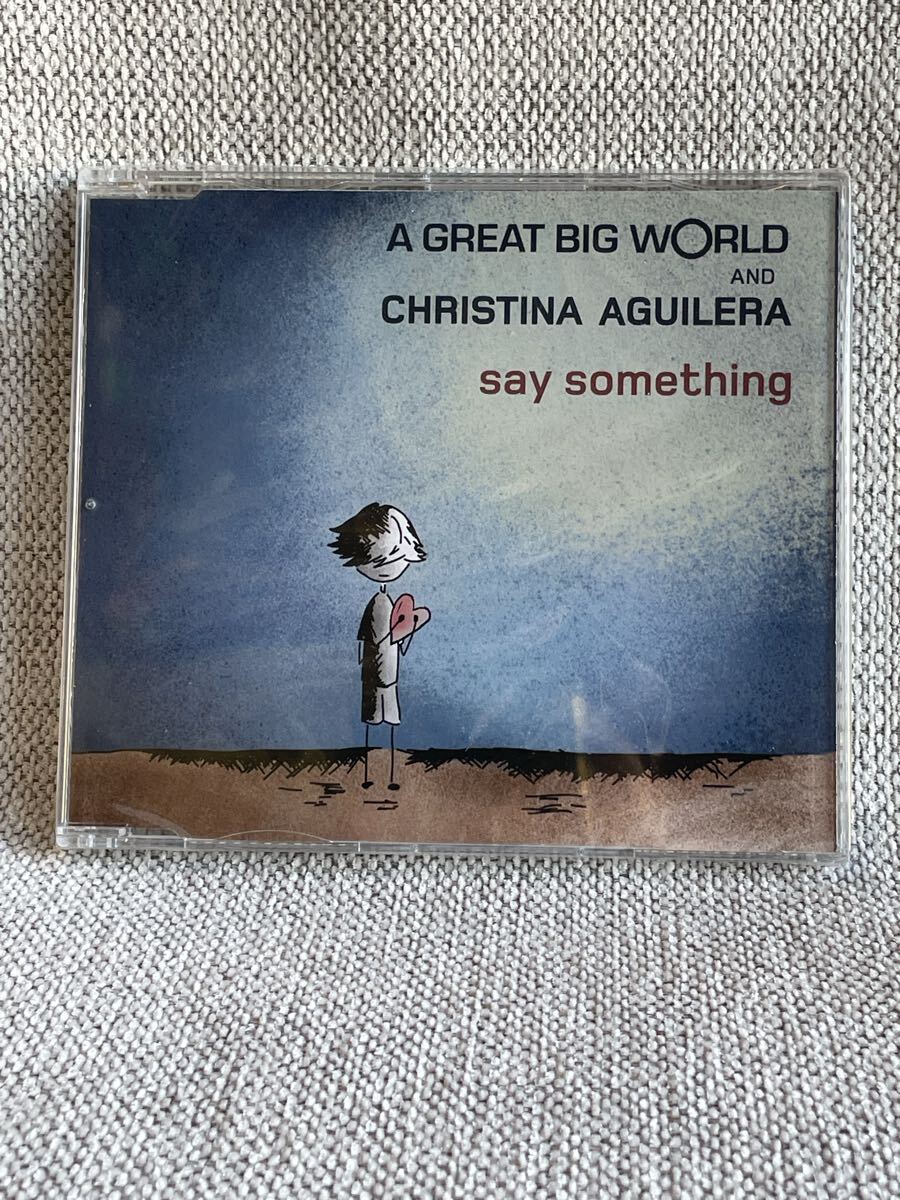 A GREAT BIG WORLD
AND
CHRISTINA AGUILERA
say something